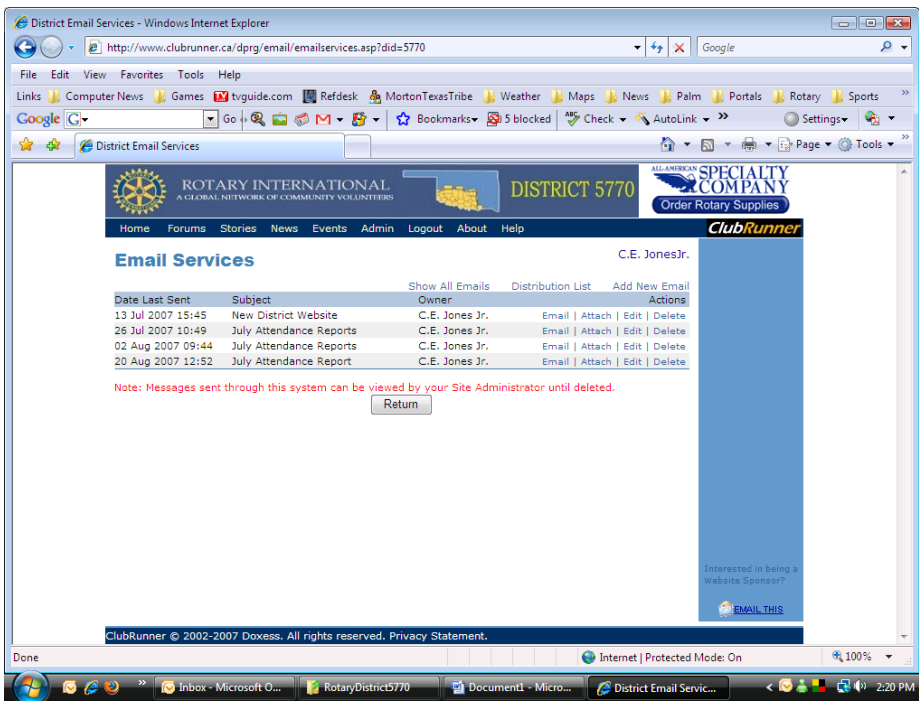 District Email Services - Windows Internet Explorer
http://www.clubrunner.ca/dprg/email/emailservices.asp?did=5770
Google
File Edit View Favorites Tools Help
Links Computer News Games tvguide.com Refdesk MortonTexasTribe Weather Maps News Palm Portals Rotary Sports
Google G Go 5 blocked Bookmarks ABC Check AutoLink Settings
District Email Services Page Tools
ROTARY INTERNATIONAL
A GLOBAL NETWORK OF COMMUNITY VOLUNTEERS
DISTRICT 5770
ALL-AMERICAN SPECIALTY
COMPANY
Order Rotary Supplies
Home Forums Stories News Events Admin Logout About Help
ClubRunner
Email Services
C.E. JonesJr.
Show All Emails Distribution List Add New Email
Date Last Sent Subject Owner Actions
13 Jul 2007 15:45 New District Website C.E. Jones Jr. Email | Attach | Edit | Delete
26 Jul 2007 10:49 July Attendance Reports C.E. Jones Jr. Email | Attach | Edit | Delete
02 Aug 2007 09:44 July Attendance Reports C.E. Jones Jr. Email | Attach | Edit | Delete
20 Aug 2007 12:52 July Attendance Report C.E. Jones Jr. Email | Attach | Edit | Delete
Note: Messages sent through this system can be viewed by your Site Administrator until deleted.
Return
Interested in being a
Website Sponsor?
EMAIL THIS
ClubRunner © 2002-2007 Doxess. All rights reserved. Privacy Statement.
Done Internet | Protected Mode: On 100%
Inbox - Microsoft O... RotaryDistrict5770 Document1 - Micro... District Email Servic... 2:20 PM